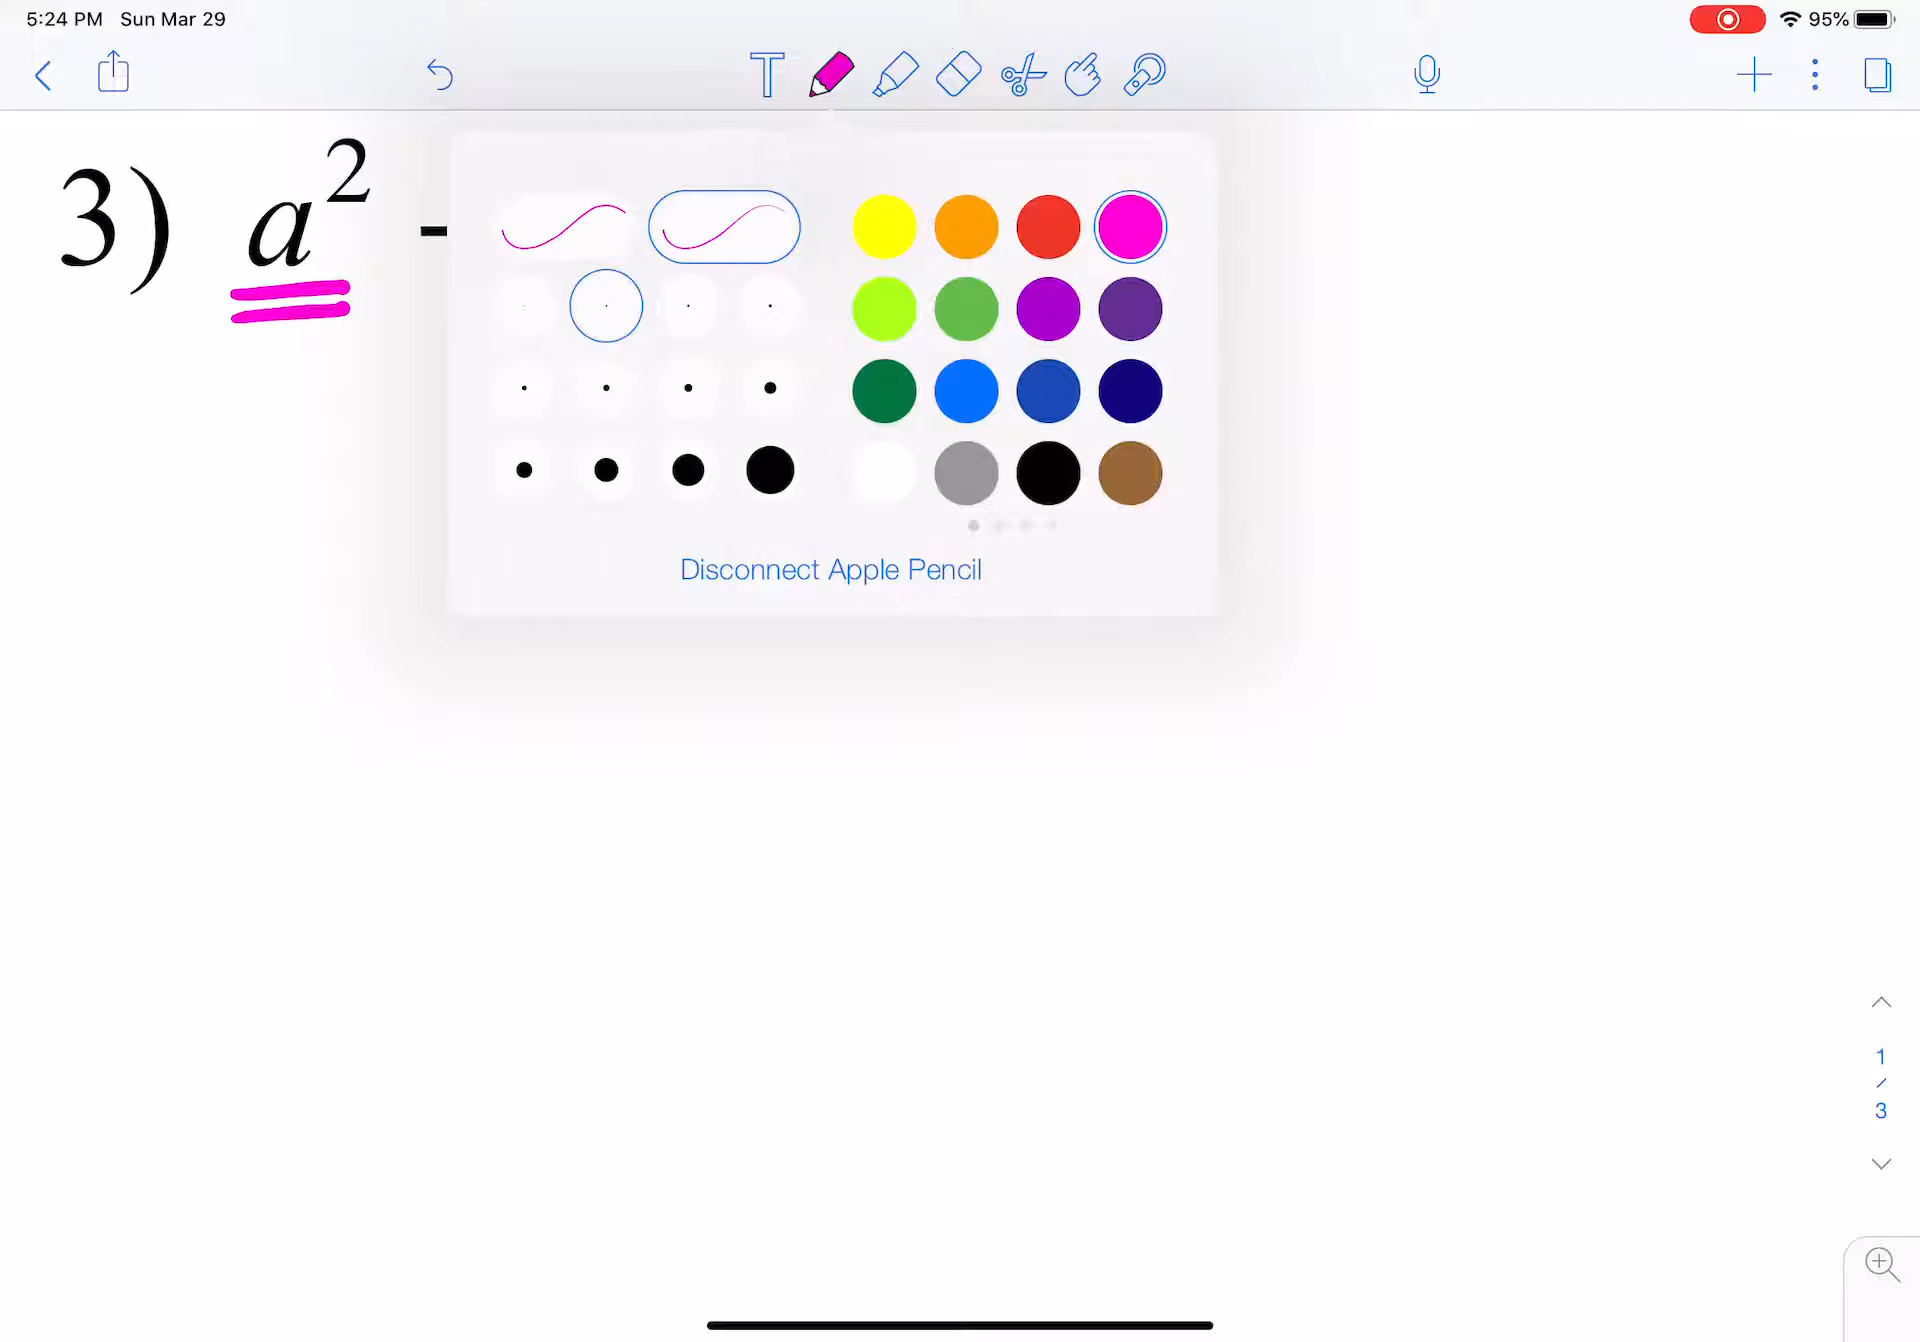 5:24 PM Sun Mar 29
95%
T
3) a² -
Disconnect Apple Pencil
1
/
3